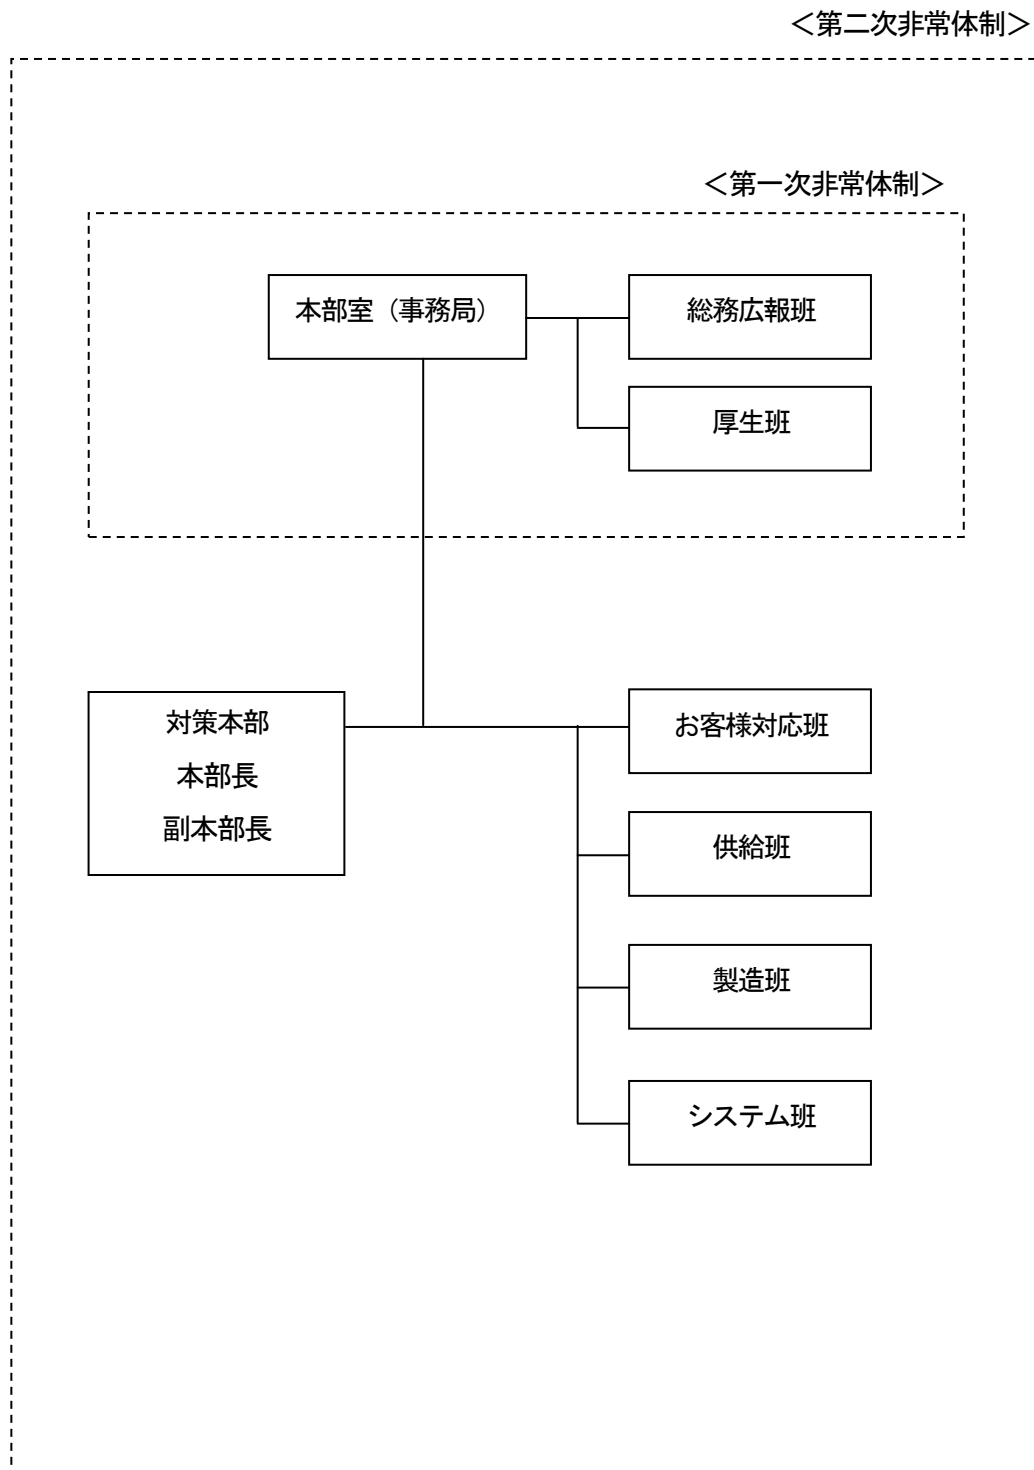 ＜第二次非常体制＞
＜第一次非常体制＞
本部室（事務局）
総務広報班
厚生班
対策本部
本部長
副本部長
お客様対応班
供給班
製造班
システム班